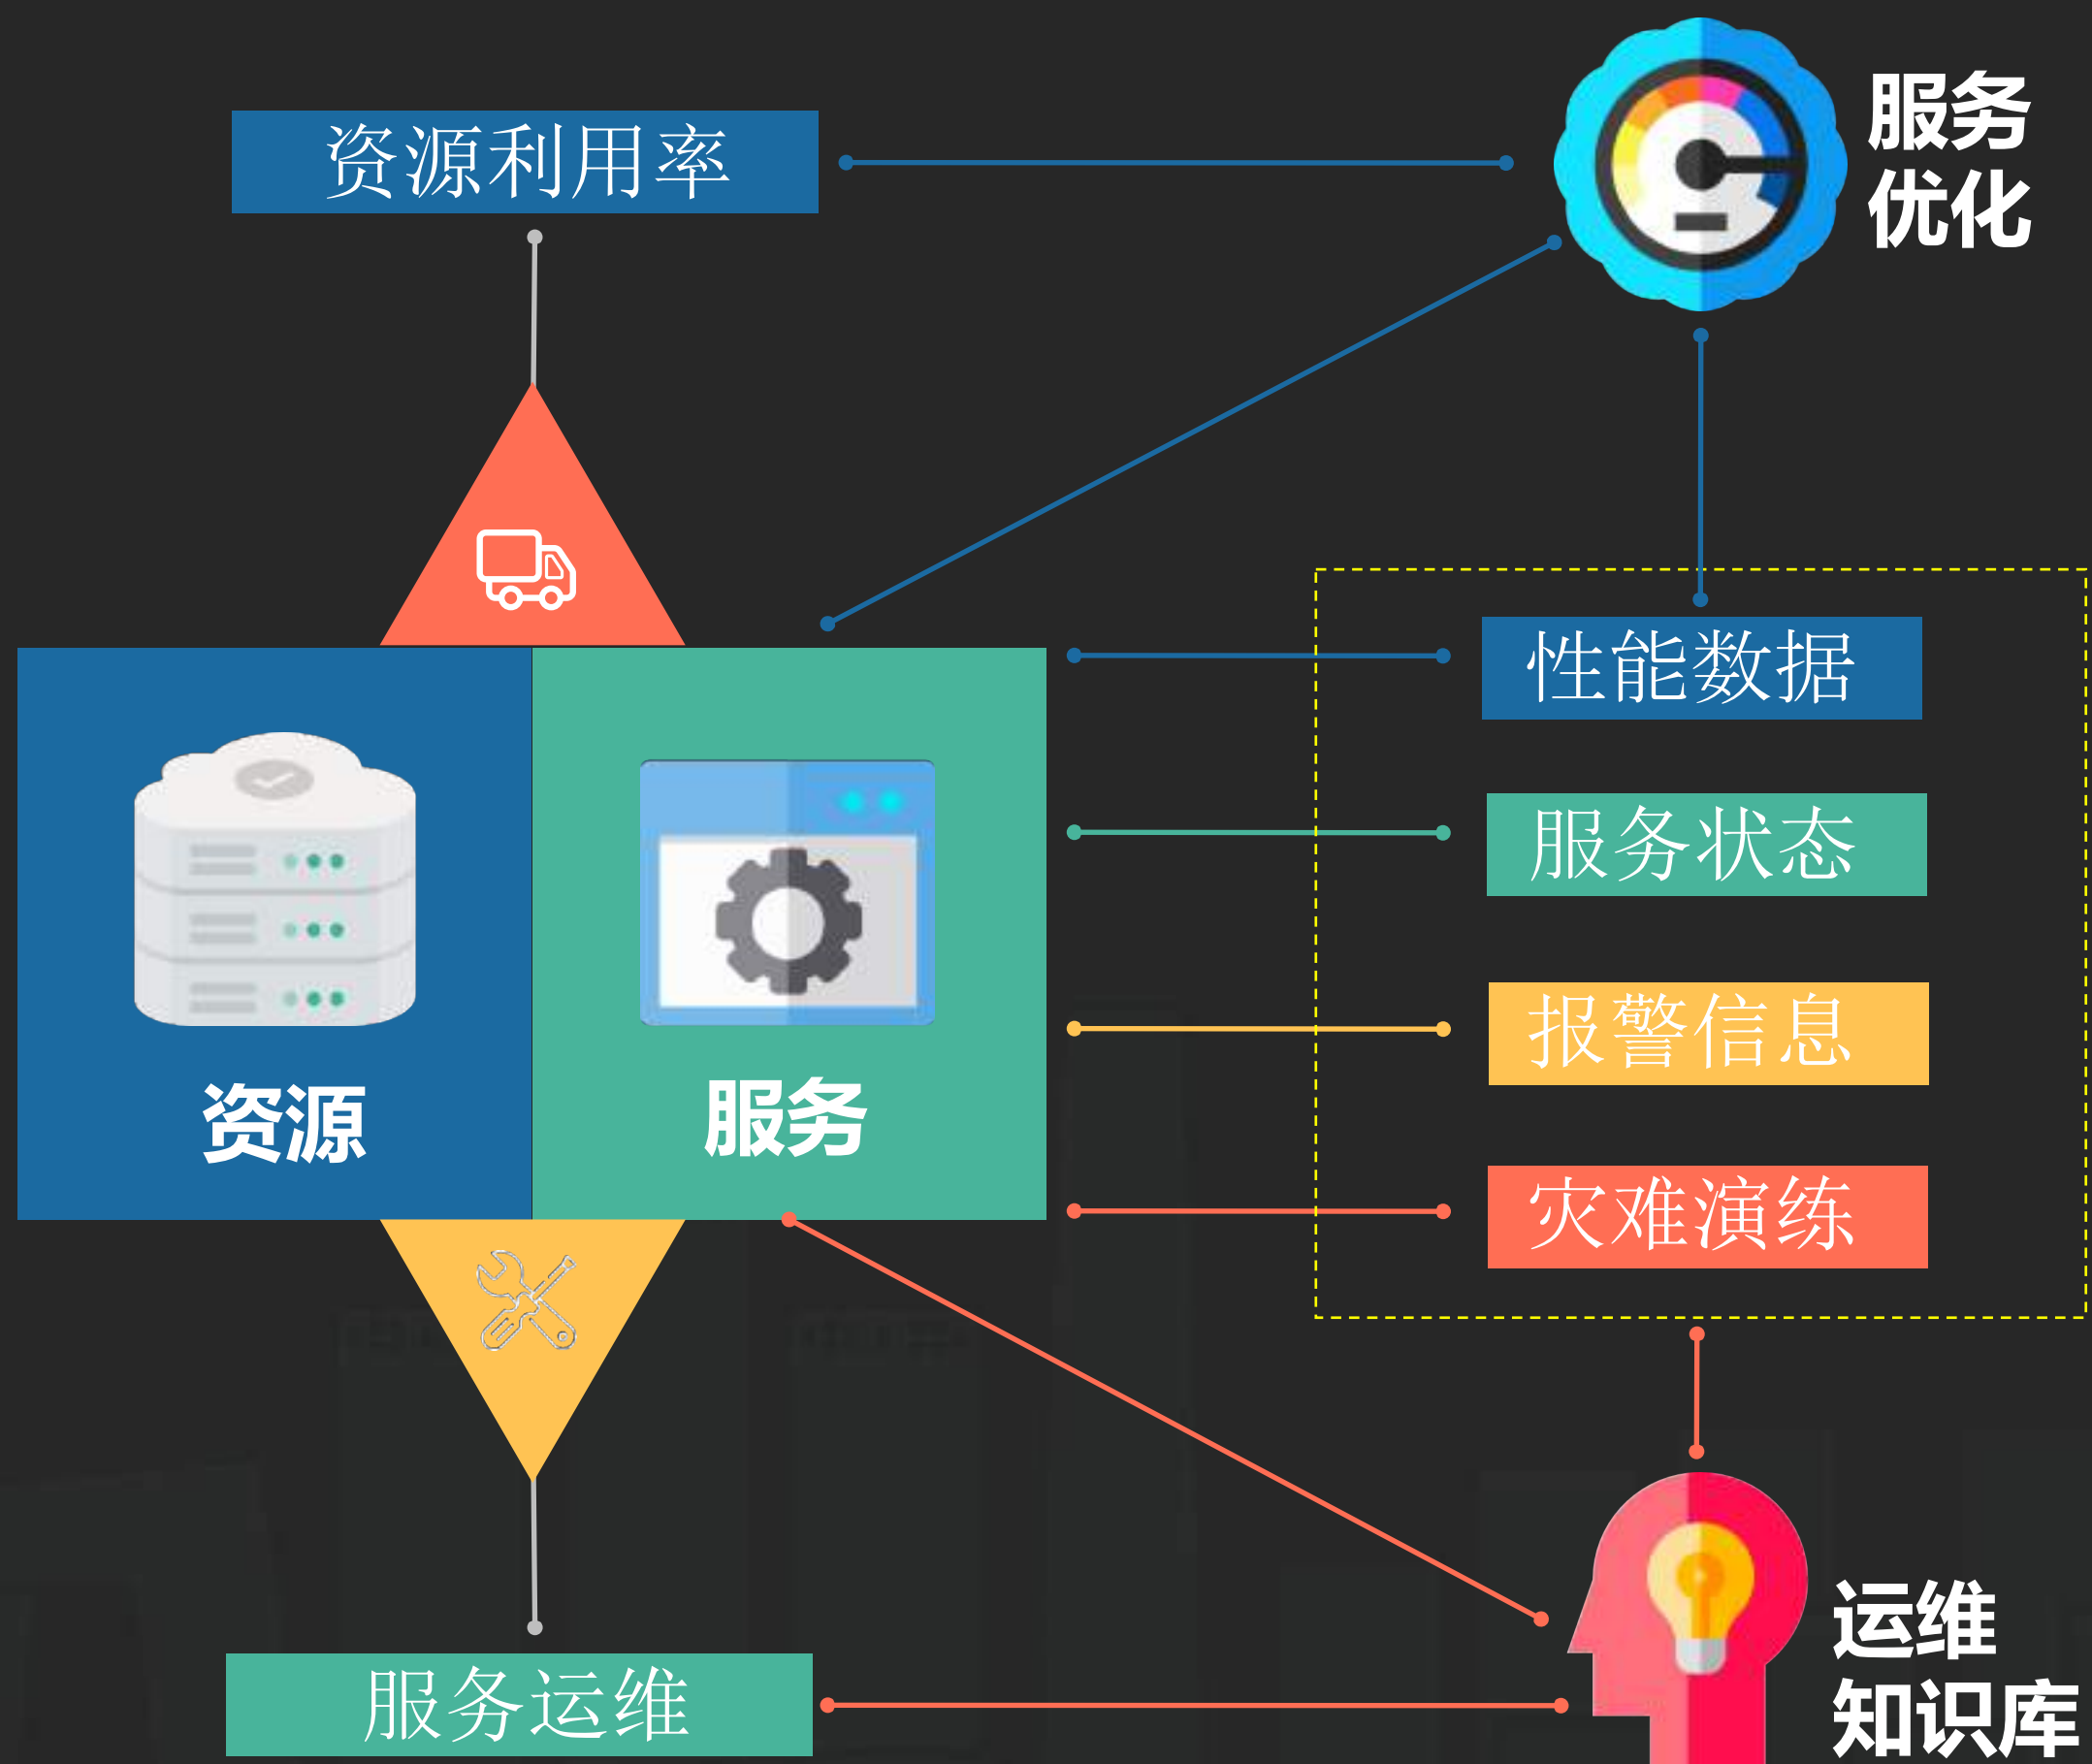 资源利用率
服务
优化
性能数据
服务状态
报警信息
灾难演练
资源
服务
服务运维
运维
知识库